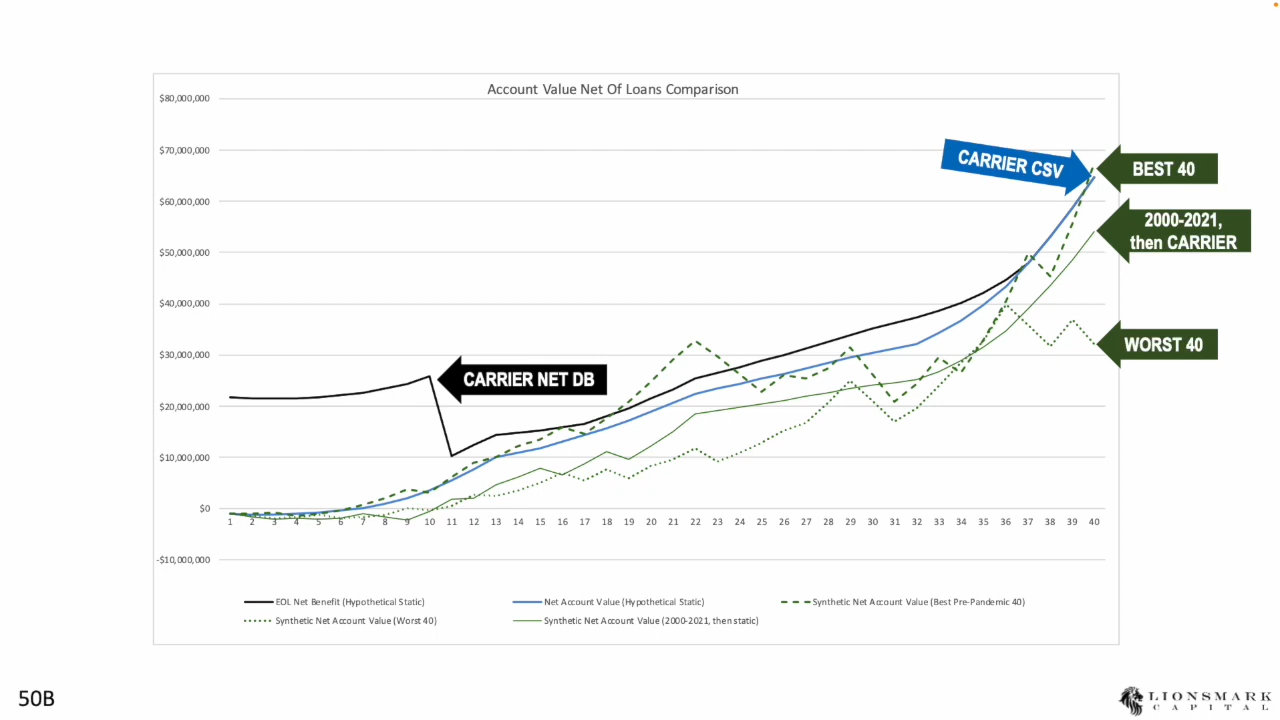 Account Value Net Of Loans Comparison
$80,000,000
$70,000,000
$60,000,000
$50,000,000
$40,000,000
$30,000,000
$20,000,000
$10,000,000
$0
-$10,000,000
CARRIER CSV
BEST 40
2000-2021,
then CARRIER
WORST 40
CARRIER NET DB
1 2 3 4 5 6 7 8 9 10 11 12 13 14 15 16 17 18 19 20 21 22 23 24 25 26 27 28 29 30 31 32 33 34 35 36 37 38 39 40
EOL Net Benefit (Hypothetical Static) Net Account Value (Hypothetical Static) Synthetic Net Account Value (Best Pre-Pandemic 40)
Synthetic Net Account Value (Worst 40) Synthetic Net Account Value (2000-2021, then static)
50B
LIONSMARK
CAPITAL